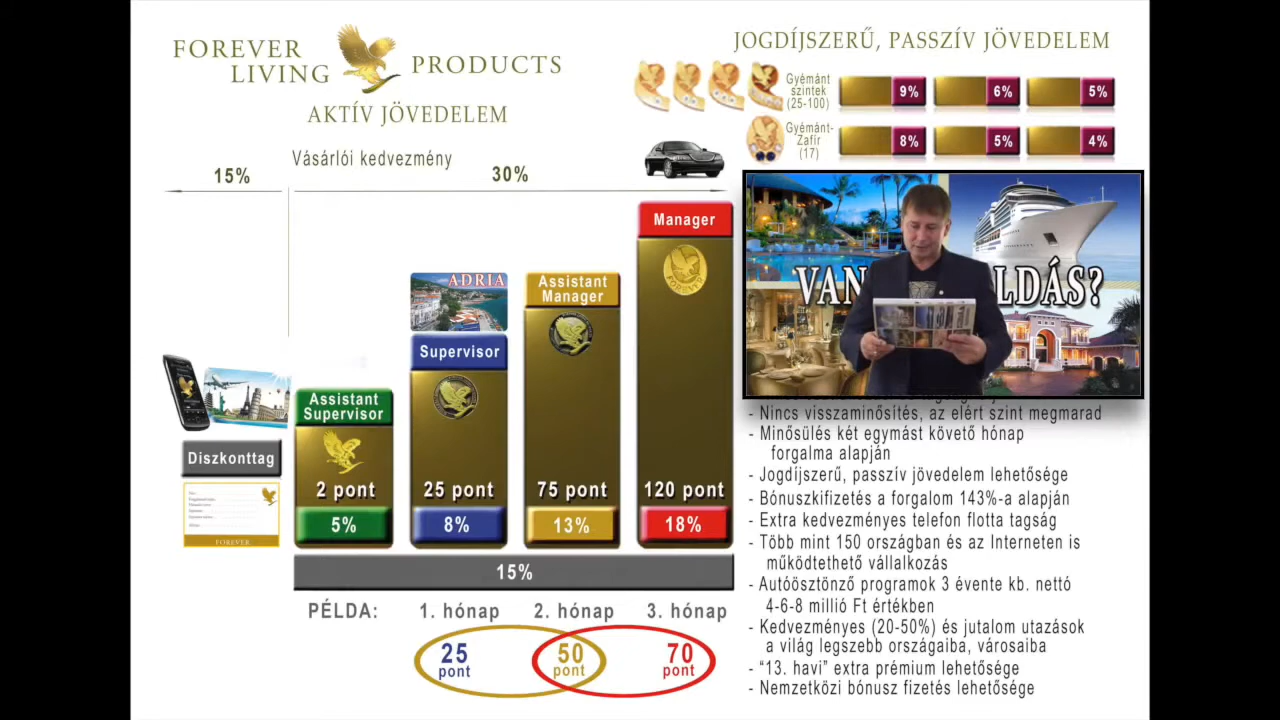 FOREVER
LIVING
PRODUCTS
AKTÍV JÖVEDELEM
JOGDÍJSZERŰ, PASSZÍV JÖVEDELEM
Gyémánt
szintek
(25-100)
9%
6%
5%
Gyémánt-
Zafír
(17)
8%
5%
4%
Vásárlói kedvezmény
15%
30%
Manager
FOREVER
ADRIA
Assistant
Manager
Supervisor
Assistant
Supervisor
Diszkonttag
FOREVER
2 pont
25 pont
75 pont
120 pont
5%
8%
13%
18%
15%
PÉLDA:
1. hónap
2. hónap
3. hónap
25
pont
50
pont
70
pont
VAN
LDÁS?
- Nincs visszaminősítés, az elért szint megmarad
- Minősülés két egymást követő hónap
forgalma alapján
- Jogdíjszerű, passzív jövedelem lehetősége
- Bónuszkifizetés a forgalom 143%-a alapján
- Extra kedvezményes telefon flotta tagság
- Több mint 150 országban és az Interneten is
működtethető vállalkozás
- Autóösztönző programok 3 évente kb. nettó
4-6-8 millió Ft értékben
- Kedvezményes (20-50%) és jutalom utazások
a világ legszebb országaiba, városaiba
- “13. havi” extra prémium lehetősége
- Nemzetközi bónusz fizetés lehetősége